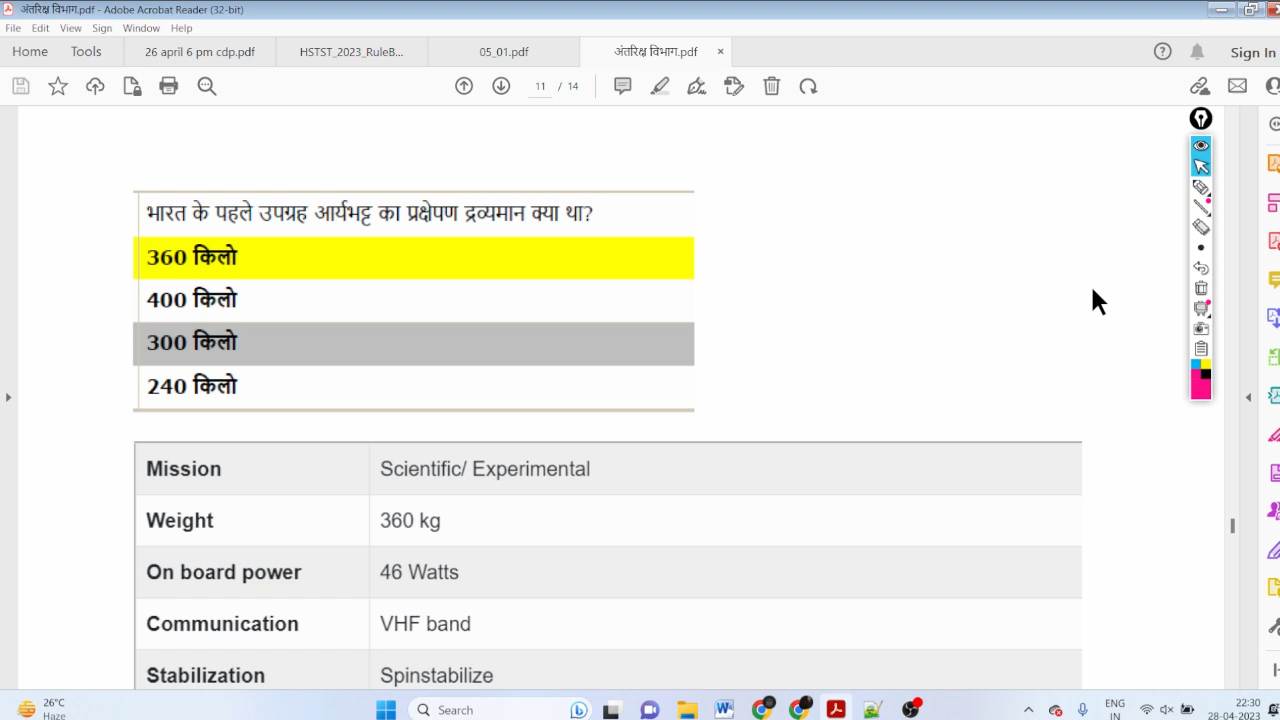 अंतरिक्ष विभाग.pdf - Adobe Acrobat Reader (32-bit)
File Edit View Sign Window Help
Home Tools 26 april 6 pm cdp.pdf HSTST_2023_RuleB... 05_01.pdf अंतरिक्ष विभाग.pdf × Sign In
11 / 14
भारत के पहले उपग्रह आर्यभट्ट का प्रक्षेपण द्रव्यमान क्या था?
360 किलो
400 किलो
300 किलो
240 किलो
Mission Scientific/ Experimental
Weight 360 kg
On board power 46 Watts
Communication VHF band
Stabilization Spinstabilize
26°C
Haze
Search
ENG
IN
22:30
28-04-2023